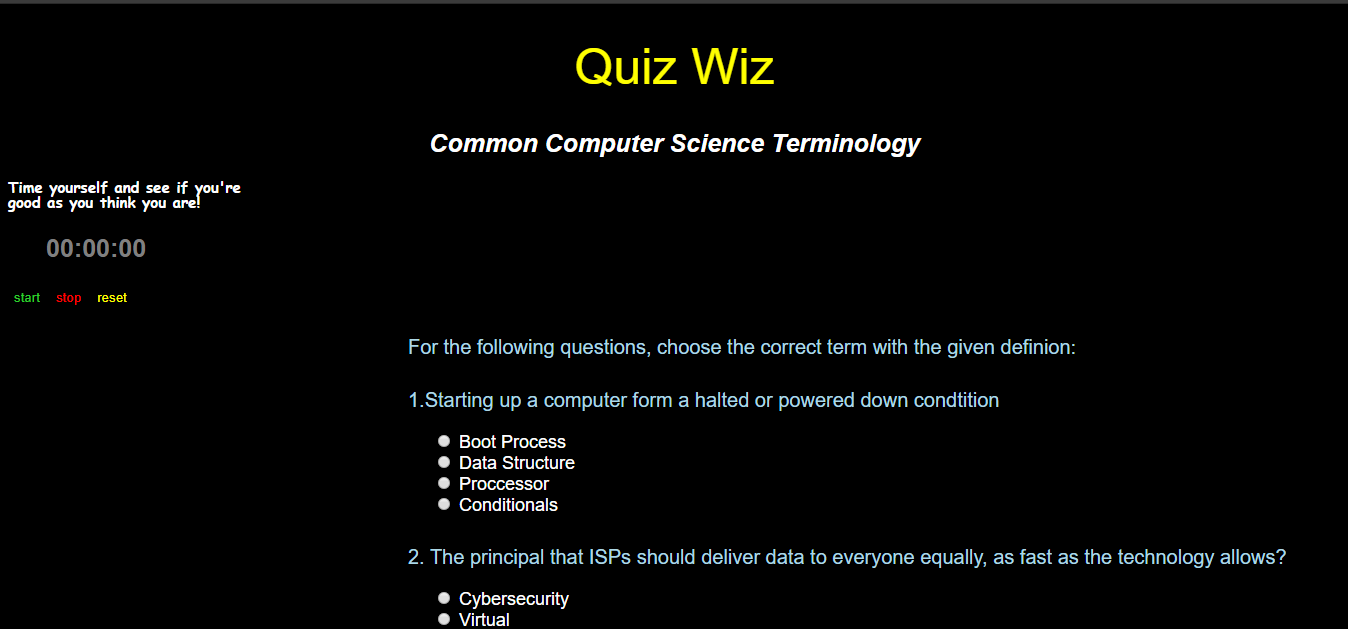 Quiz Wiz
Common Computer Science Terminology
Time yourself and see if you're
good as you think you are!
00:00:00
start stop reset
For the following questions, choose the correct term with the given definion:
1.Starting up a computer form a halted or powered down condtition
Boot Process
Data Structure
Proccessor
Conditionals
2. The principal that ISPs should deliver data to everyone equally, as fast as the technology allows?
Cybersecurity
Virtual